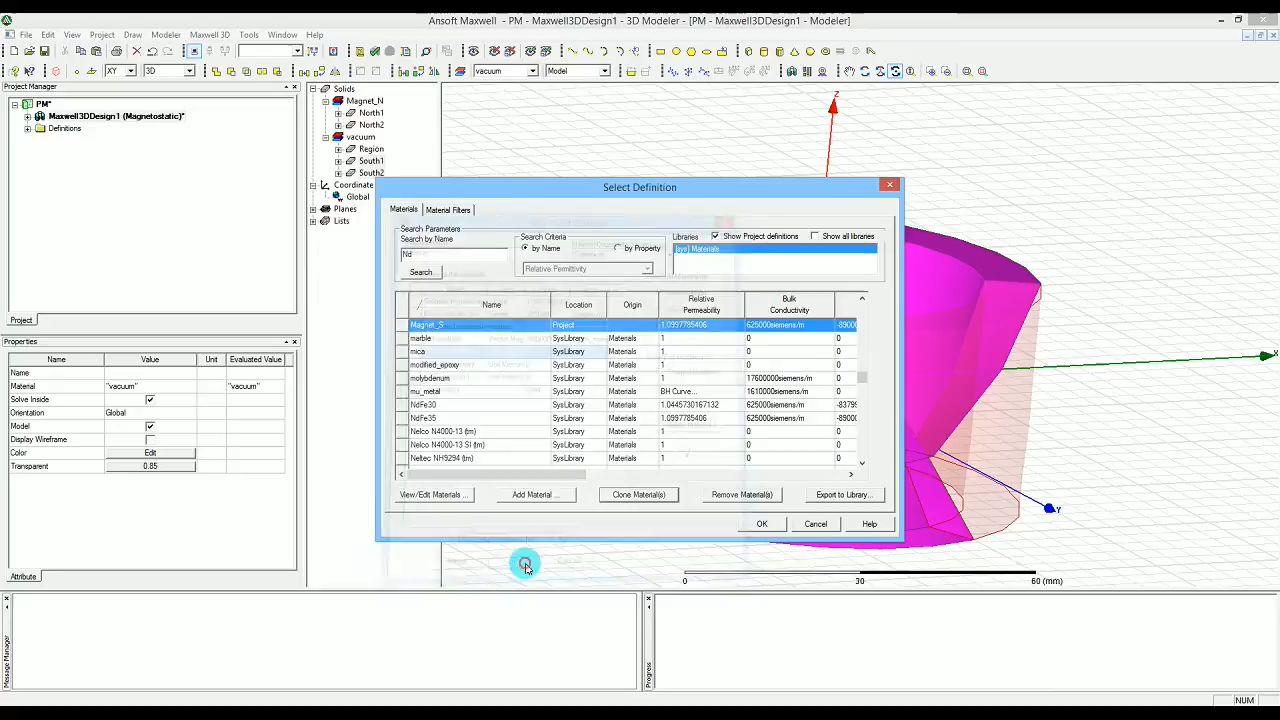 Ansoft Maxwell - PM - Maxwell3DDesign1 - 3D Modeler - [PM - Maxwell3DDesign1 - Modeler]
File Edit View Project Draw Modeler Maxwell 3D Tools Window Help
XY 3D vacuum Model
Project Manager
PM*
Maxwell3DDesign1 (Magnetostatic)*
Definitions
Project
Properties
Name Value Unit Evaluated Value
Name
Material "vacuum" "vacuum"
Solve Inside
Orientation Global
Model
Display Wireframe
Color Edit
Transparent 0.85
Attribute
Solids
Magnet_N
North1
North2
vacuum
Region
South1
South2
Coordinate
Global
Planes
Lists
Select Definition
Materials Material Filters
Search Parameters
Search by Name
Nd
Search
Search Criteria
by Name by Property
Relative Permittivity
Libraries Show Project definitions Show all libraries
[sys] Materials
/ Name Location Origin Relative Permeability Bulk Conductivity
Magnet_S Project 1.0997785406 625000siemens/m -89000
marble SysLibrary Materials 1 0 0
mica SysLibrary Materials 1 0 0
modified_epoxy SysLibrary Materials 1 0 0
molybdenum SysLibrary Materials 1 17600000siemens/m 0
mu_metal SysLibrary Materials BH Curve... 1610000siemens/m 0
NdFe30 SysLibrary Materials 1.0445730167132 625000siemens/m -83799
NdFe35 SysLibrary Materials 1.0997785406 625000siemens/m -89000
Nelco N4000-13 (tm) SysLibrary Materials 1 0 0
Nelco N4000-13 SI (tm) SysLibrary Materials 1 0 0
Neltec NH9294 (tm) SysLibrary Materials 1 0 0
View/Edit Materials ... Add Material ... Clone Material(s) Remove Material(s) Export to Library...
OK Cancel Help
Z
X
Y
0 30 60 (mm)
Message Manager
Progress
NUM